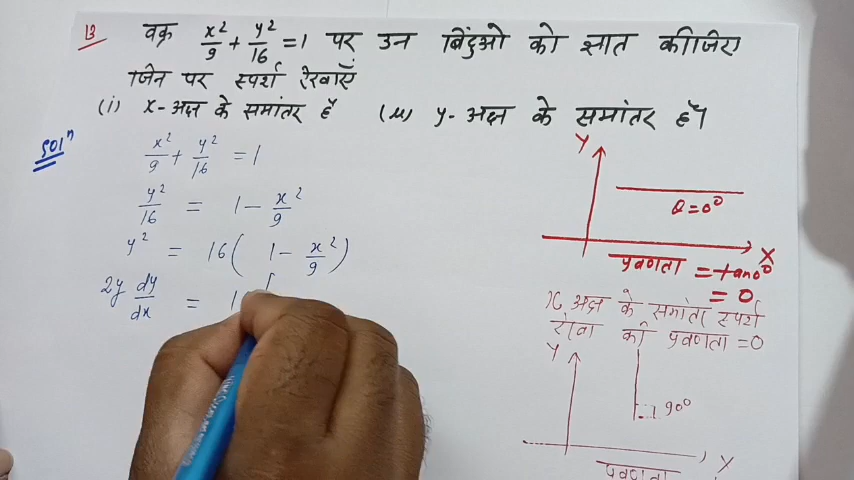 13 वक्र x²/9 + y²/16 = 1 पर उन बिंदुओ को ज्ञात कीजिए
जिन पर स्पर्श रेखाएँ
(i) x-अक्ष के समांतर है (ii) y- अक्ष के समांतर है।
solⁿ x²/9 + y²/16 = 1
y²/16 = 1 - x²/9
y² = 16(1 - x²/9)
2y dy/dx = 1
Y
θ=0°
X
प्रवणता = tan0°
= 0
x अक्ष के समांतर स्पर्श
रेखा की प्रवणता =0
Y
90°
X
प्रवणता